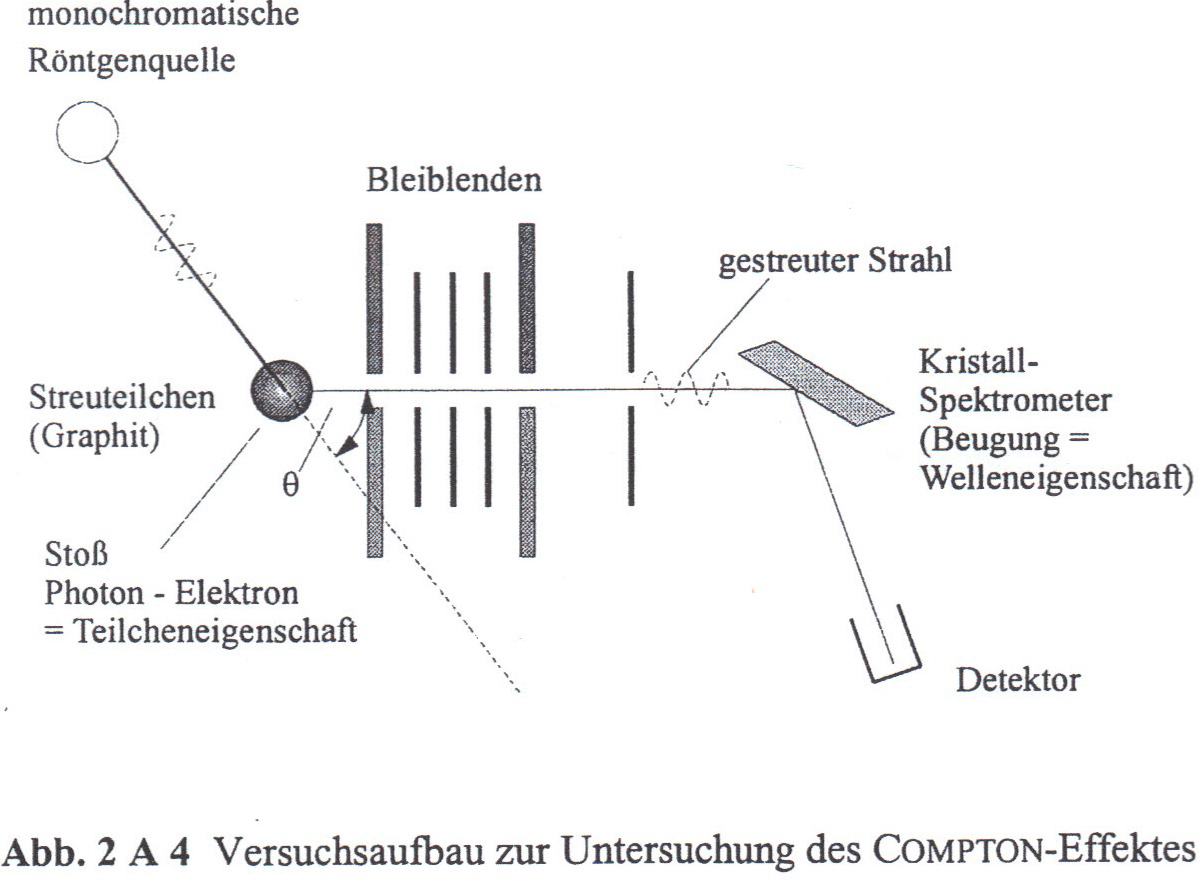 monochromatische
Röntgenquelle
Bleiblenden
gestreuter Strahl
Kristall-
Spektrometer
(Beugung =
Welleneigenschaft)
Streuteilchen
(Graphit)
θ
Stoß
Photon - Elektron
= Teilcheneigenschaft
Detektor
Abb. 2 A 4 Versuchsaufbau zur Untersuchung des COMPTON-Effektes